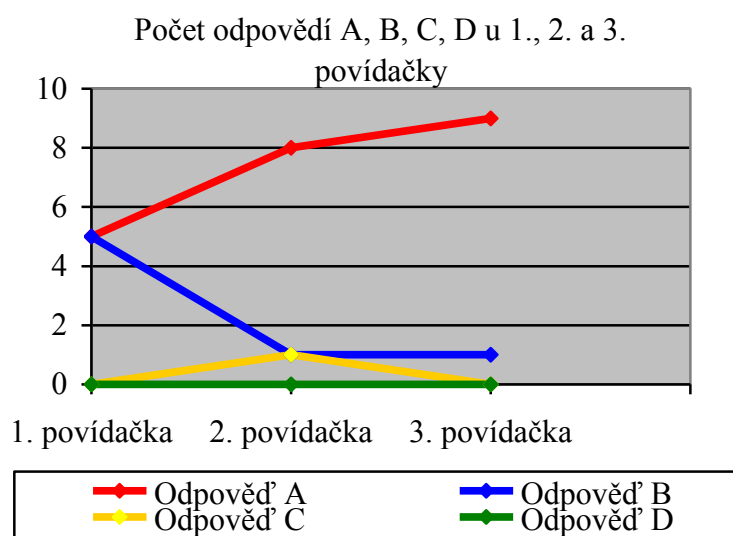 Počet odpovědí A, B, C, D u 1., 2. a 3.
povídačky
10
8
6
4
2
0
1. povídačka 2. povídačka 3. povídačka
Odpověď A Odpověď B
Odpověď C Odpověď D